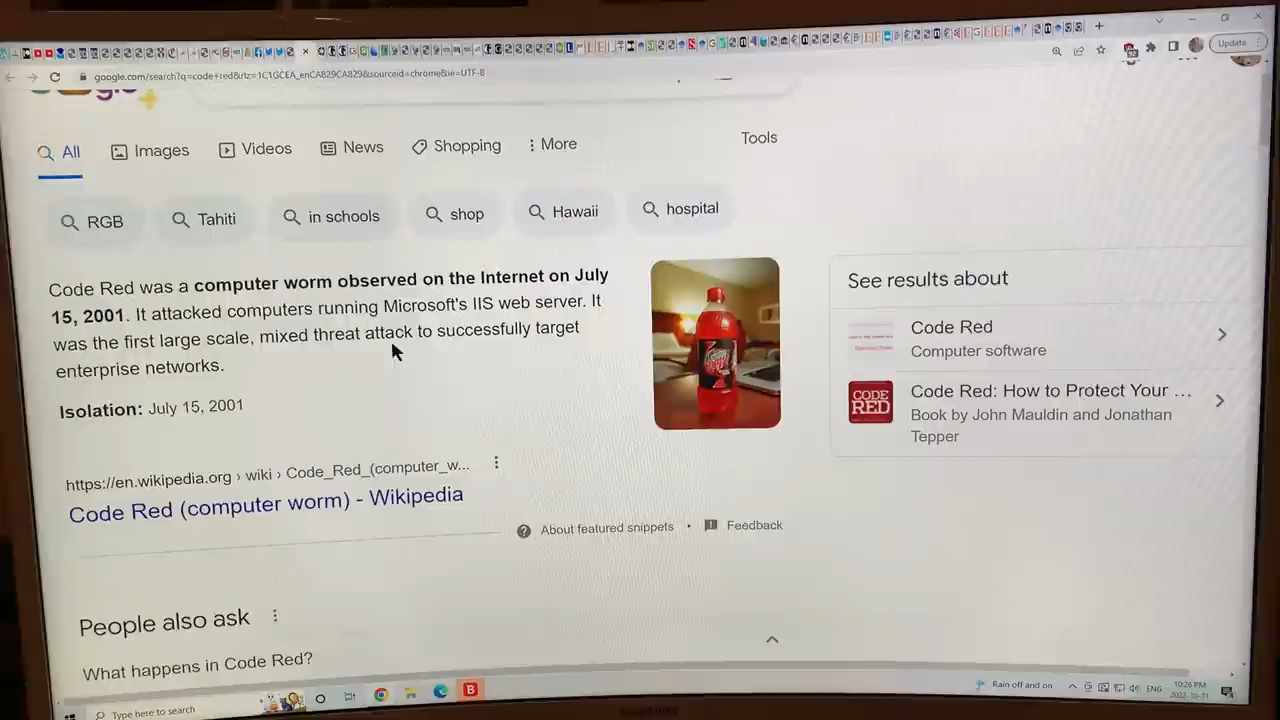 Update
google.com/search?q=code+red&rlz=1C1GCEA_enCA829CA829&sourceid=chrome&ie=UTF-8
All Images Videos News Shopping More Tools
RGB Tahiti in schools shop Hawaii hospital
Code Red was a computer worm observed on the Internet on July
15, 2001. It attacked computers running Microsoft's IIS web server. It
was the first large scale, mixed threat attack to successfully target
enterprise networks.
Isolation: July 15, 2001
https://en.wikipedia.org › wiki › Code_Red_(computer_w...
Code Red (computer worm) - Wikipedia
About featured snippets • Feedback
See results about
Code Red
Computer software
CODE
RED
Code Red: How to Protect Your ...
Book by John Mauldin and Jonathan
Tepper
People also ask
What happens in Code Red?
Type here to search
B
Rain off and on
ENG
10:26 PM
2022-10-31